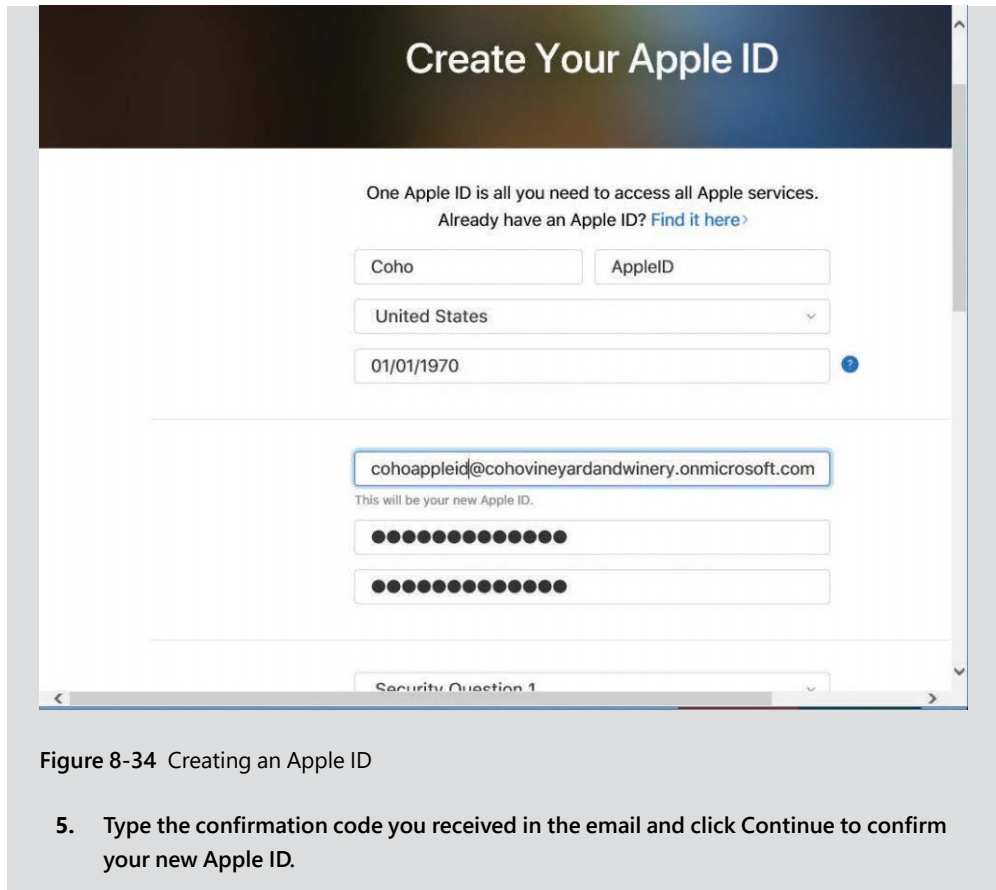 Create Your Apple ID
One Apple ID is all you need to access all Apple services.
Already have an Apple ID? Find it here>
Coho AppleID
United States
01/01/1970
?
cohoappleid@cohovineyardandwinery.onmicrosoft.com
This will be your new Apple ID.
●●●●●●●●●●●●●
●●●●●●●●●●●●●
Security Question 1
Figure 8-34 Creating an Apple ID
5. Type the confirmation code you received in the email and click Continue to confirm
your new Apple ID.